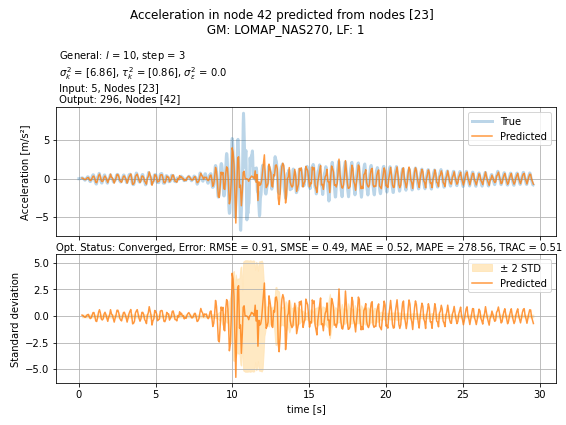 Acceleration in node 42 predicted from nodes [23]
GM: LOMAP_NAS270, LF: 1
General: l = 10, step = 3
σ²ₖ = [6.86], τ²ₖ = [0.86], σ²ε = 0.0
Input: 5, Nodes [23]
Output: 296, Nodes [42]
Acceleration [m/s²]
5
0
−5
True
Predicted
Opt. Status: Converged, Error: RMSE = 0.91, SMSE = 0.49, MAE = 0.52, MAPE = 278.56, TRAC = 0.51
Standard deviation
5.0
2.5
0.0
−2.5
−5.0
± 2 STD
Predicted
0 5 10 15 20 25 30
time [s]